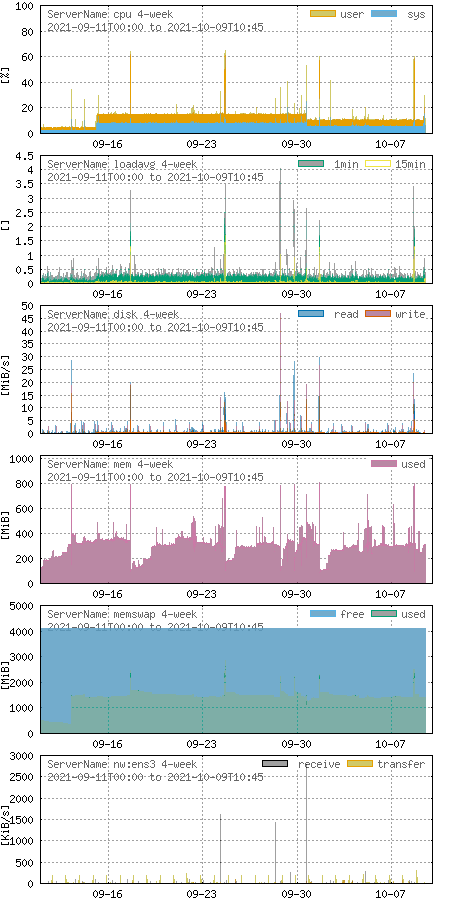 100
ServerName: cpu 4-week
user
sys
2021-09-11T00:00 to 2021-10-09T10:45
80
60
[%]
40
20
0
09-16
09-23
09-30
10-07
4.5
ServerName: loadavg 4-week
1min
15min
2021-09-11T00:00 to 2021-10-09T10:45
4
3.5
3
2.5
[]
2
1.5
1
0.5
0
09-16
09-23
09-30
10-07
50
ServerName: disk 4-week
read
write
2021-09-11T00:00 to 2021-10-09T10:45
45
40
35
30
25
[MiB/s]
20
15
10
5
0
09-16
09-23
09-30
10-07
1000
ServerName: mem 4-week
used
2021-09-11T00:00 to 2021-10-09T10:45
800
600
[MiB]
400
200
0
09-16
09-23
09-30
10-07
5000
ServerName: memswap 4-week
free
used
2021-09-11T00:00 to 2021-10-09T10:45
4000
3000
[MiB]
2000
1000
0
09-16
09-23
09-30
10-07
3000
ServerName: nw:ens3 4-week
receive
transfer
2021-09-11T00:00 to 2021-10-09T10:45
2500
2000
1500
[KiB/s]
1000
500
0
09-16
09-23
09-30
10-07